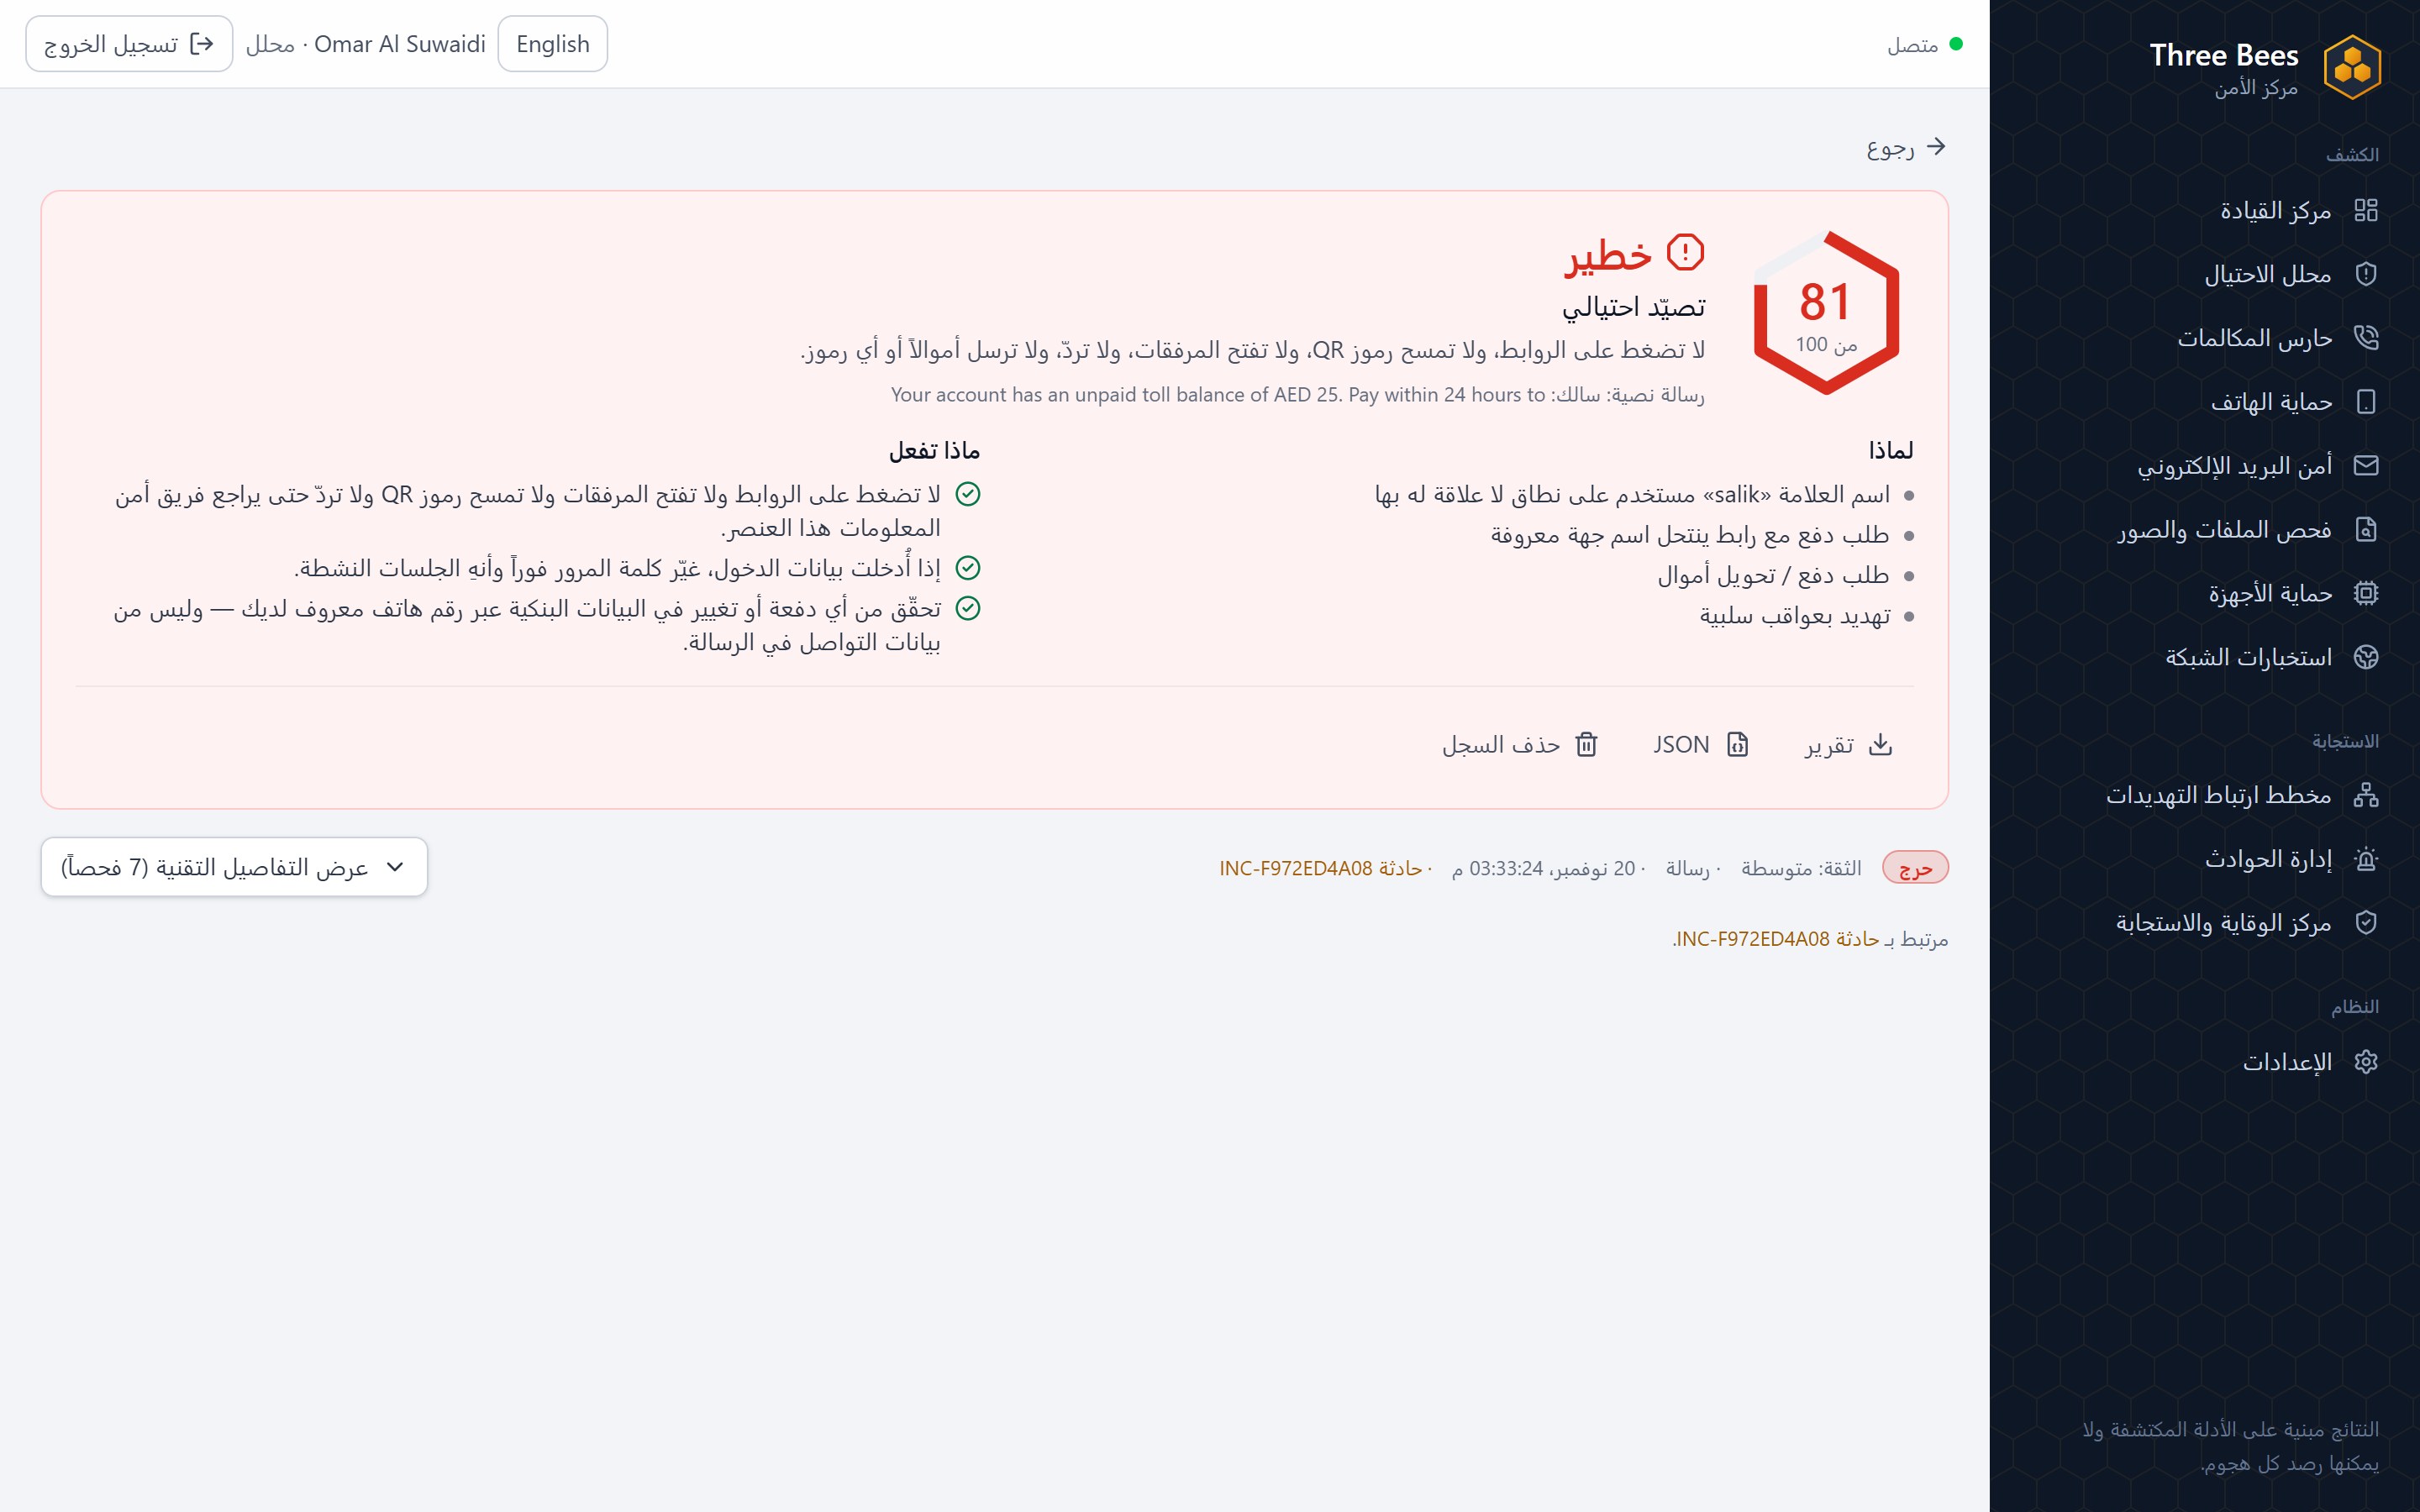 Three Bees
مركز الأمن
الكشف
مركز القيادة
محلل الاحتيال
حارس المكالمات
حماية الهاتف
أمن البريد الإلكتروني
فحص الملفات والصور
حماية الأجهزة
استخبارات الشبكة
الاستجابة
مخطط ارتباط التهديدات
إدارة الحوادث
مركز الوقاية والاستجابة
النظام
الإعدادات
النتائج مبنية على الأدلة المكتشفة ولا
يمكنها رصد كل هجوم.
متصل
English
Omar Al Suwaidi · محلل
تسجيل الخروج
رجوع
81
من 100
خطير
تصيّد احتيالي
لا تضغط على الروابط، ولا تمسح رموز QR، ولا تفتح المرفقات، ولا تردّ، ولا ترسل أموالاً أو أي رموز.
رسالة نصية: سالك: Your account has an unpaid toll balance of AED 25. Pay within 24 hours to
لماذا
اسم العلامة «salik» مستخدم على نطاق لا علاقة له بها
طلب دفع مع رابط ينتحل اسم جهة معروفة
طلب دفع / تحويل أموال
تهديد بعواقب سلبية
ماذا تفعل
لا تضغط على الروابط ولا تفتح المرفقات ولا تمسح رموز QR ولا تردّ حتى يراجع فريق أمن
المعلومات هذا العنصر.
إذا أُدخلت بيانات الدخول، غيّر كلمة المرور فوراً وأنهِ الجلسات النشطة.
تحقّق من أي دفعة أو تغيير في البيانات البنكية عبر رقم هاتف معروف لديك — وليس من
بيانات التواصل في الرسالة.
تقرير
JSON
حذف السجل
حرج الثقة: متوسطة · رسالة · 20 نوفمبر، 03:33:24 م · حادثة INC-F972ED4A08
عرض التفاصيل التقنية (7 فحصاً)
مرتبط بـ حادثة INC-F972ED4A08.